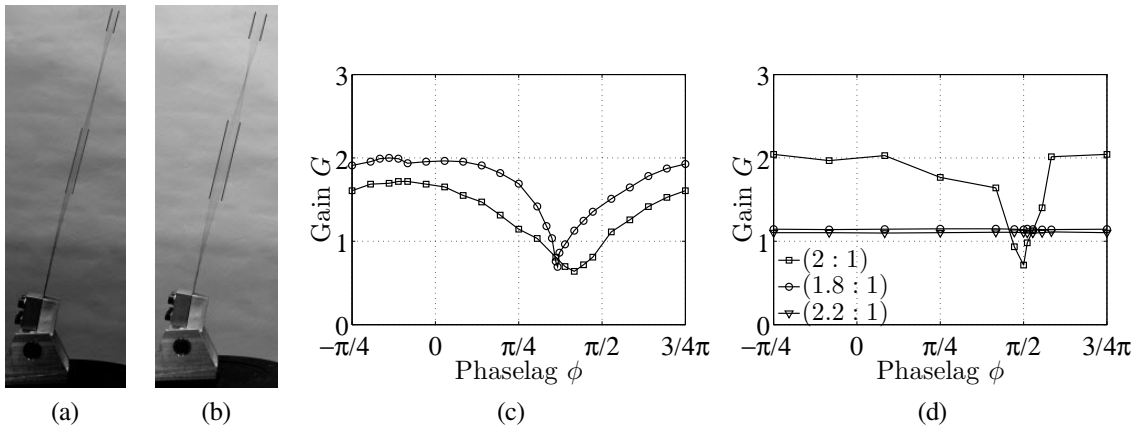 3
2
1
0
Gain G
−π/4
0
π/4
π/2
3/4π
Phaselag ϕ
3
2
1
0
Gain G
(2 : 1)
(1.8 : 1)
(2.2 : 1)
−π/4
0
π/4
π/2
3/4π
Phaselag ϕ
(a)
(b)
(c)
(d)